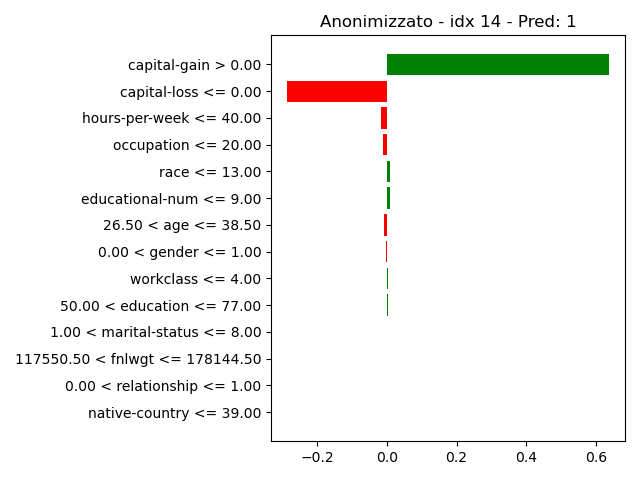 Anonimizzato - idx 14 - Pred: 1
capital-gain > 0.00
capital-loss <= 0.00
hours-per-week <= 40.00
occupation <= 20.00
race <= 13.00
educational-num <= 9.00
26.50 < age <= 38.50
0.00 < gender <= 1.00
workclass <= 4.00
50.00 < education <= 77.00
1.00 < marital-status <= 8.00
117550.50 < fnlwgt <= 178144.50
0.00 < relationship <= 1.00
native-country <= 39.00
−0.2 0.0 0.2 0.4 0.6